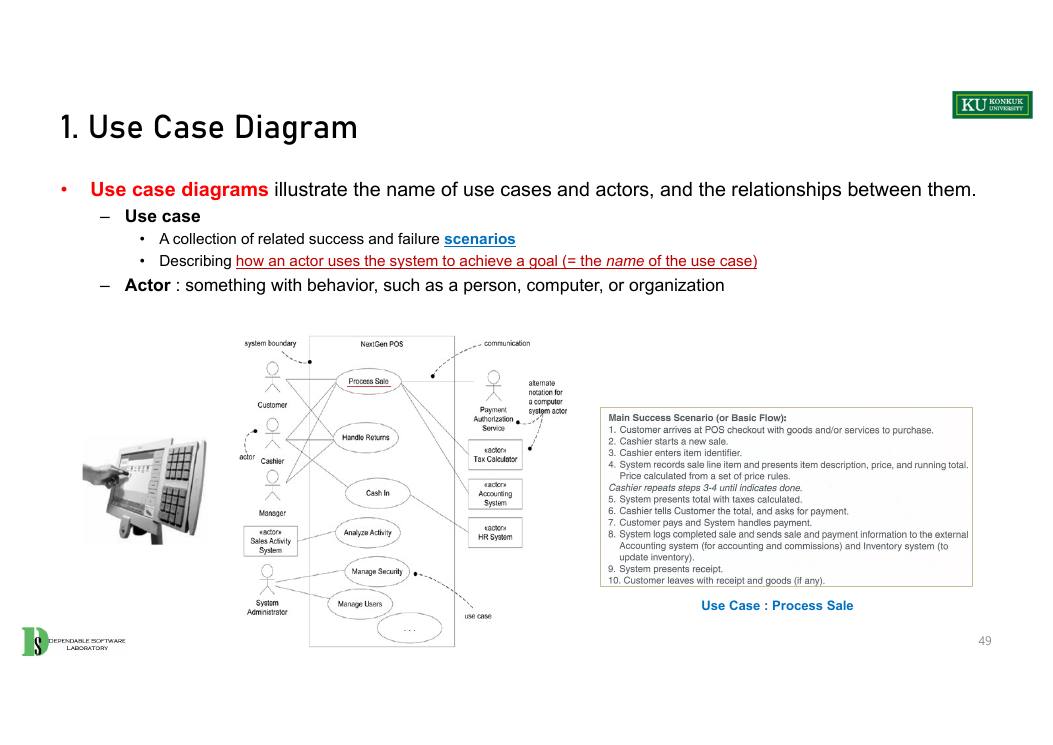 KU KONKUK
UNIVERSITY
1. Use Case Diagram
• Use case diagrams illustrate the name of use cases and actors, and the relationships between them.
– Use case
• A collection of related success and failure scenarios
• Describing how an actor uses the system to achieve a goal (= the name of the use case)
– Actor : something with behavior, such as a person, computer, or organization
system boundary
NextGen POS
communication
Process Sale
Customer
alternate
notation for
a computer
system actor
Payment
Authorization
Service
Handle Returns
actor
Cashier
«actor»
Tax Calculator
Cash In
«actor»
Accounting
System
Manager
«actor»
Sales Activity
System
Analyze Activity
«actor»
HR System
Manage Security
System
Administrator
Manage Users
use case
. . .
Main Success Scenario (or Basic Flow):
1. Customer arrives at POS checkout with goods and/or services to purchase.
2. Cashier starts a new sale.
3. Cashier enters item identifier.
4. System records sale line item and presents item description, price, and running total.
Price calculated from a set of price rules.
Cashier repeats steps 3-4 until indicates done.
5. System presents total with taxes calculated.
6. Cashier tells Customer the total, and asks for payment.
7. Customer pays and System handles payment.
8. System logs completed sale and sends sale and payment information to the external
Accounting system (for accounting and commissions) and Inventory system (to
update inventory).
9. System presents receipt.
10. Customer leaves with receipt and goods (if any).
Use Case : Process Sale
DEPENDABLE SOFTWARE
LABORATORY
49